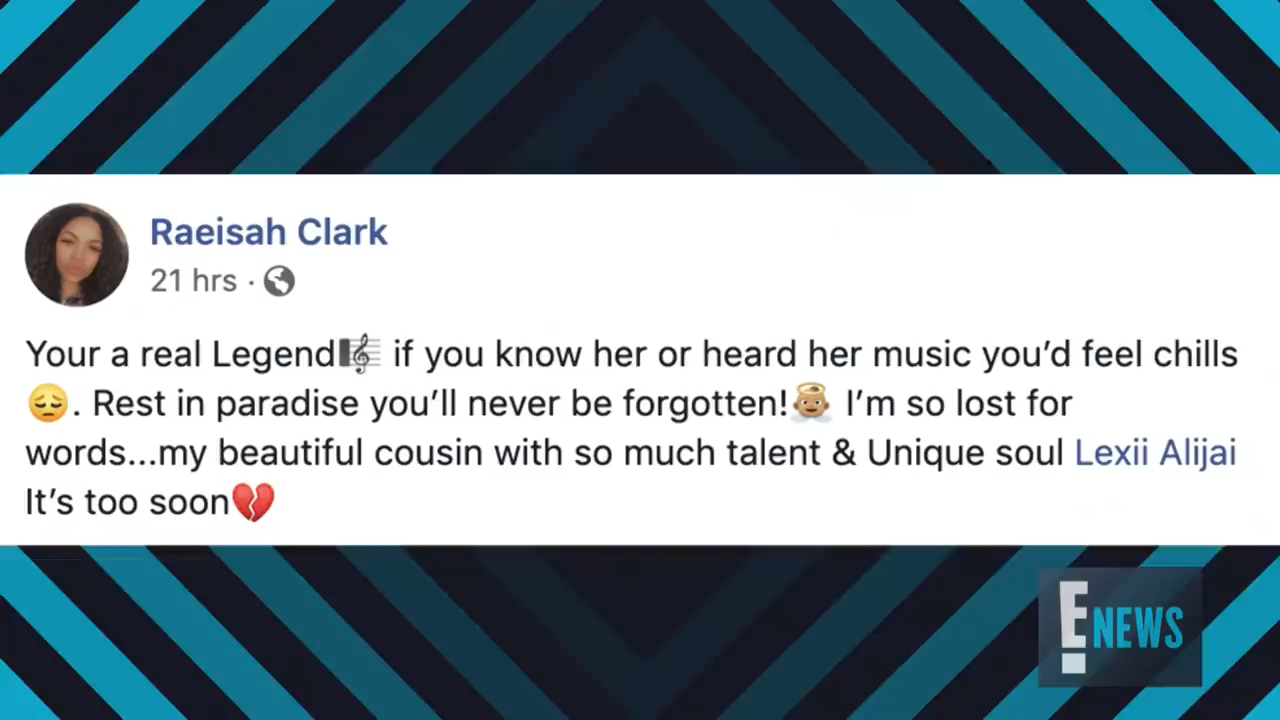 Raeisah Clark
21 hrs ·
Your a real Legend🎼 if you know her or heard her music you’d feel chills
😔. Rest in paradise you’ll never be forgotten!👼🏽 I’m so lost for
words...my beautiful cousin with so much talent & Unique soul Lexii Alijai
It’s too soon💔
E! NEWS